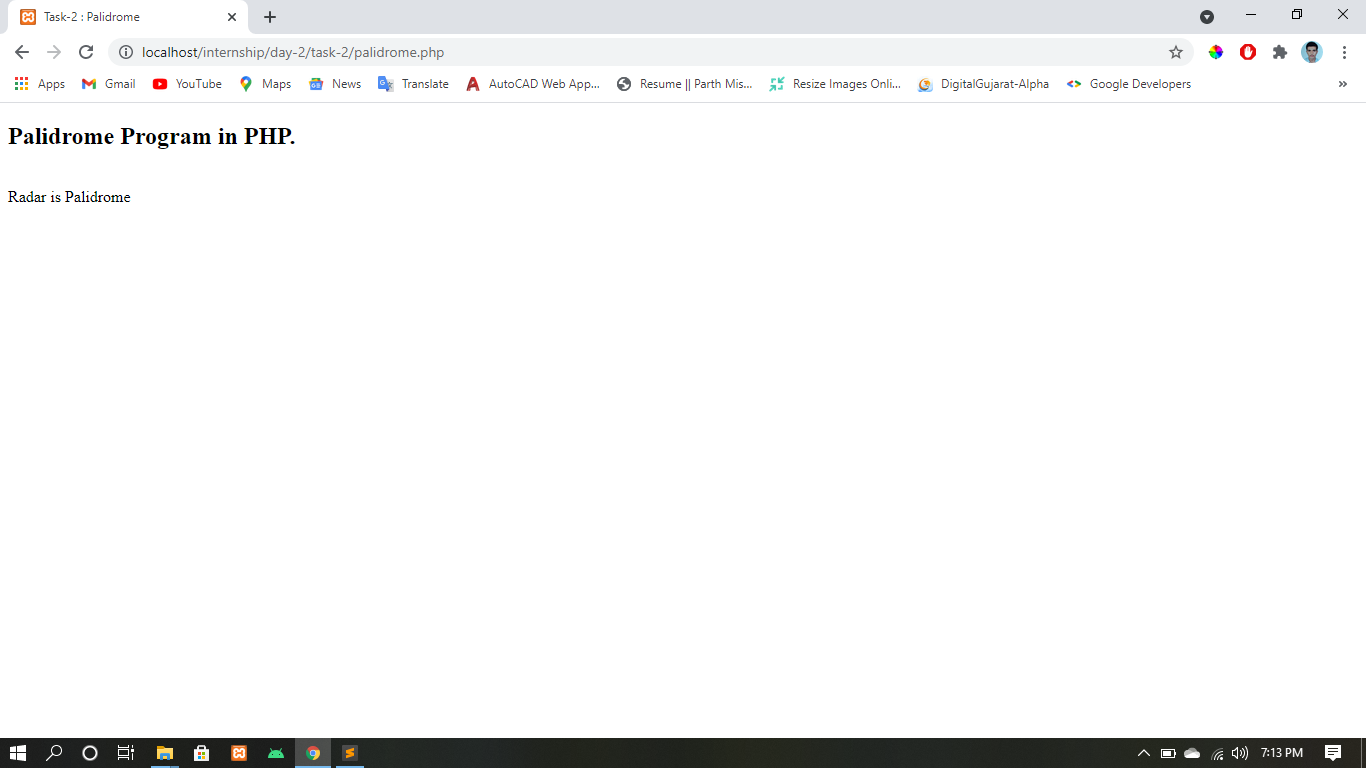 Task-2 : Palidrome
localhost/internship/day-2/task-2/palidrome.php
Apps Gmail YouTube Maps News Translate AutoCAD Web App... Resume || Parth Mis... Resize Images Onli... DigitalGujarat-Alpha Google Developers »
Palidrome Program in PHP.
Radar is Palidrome
7:13 PM